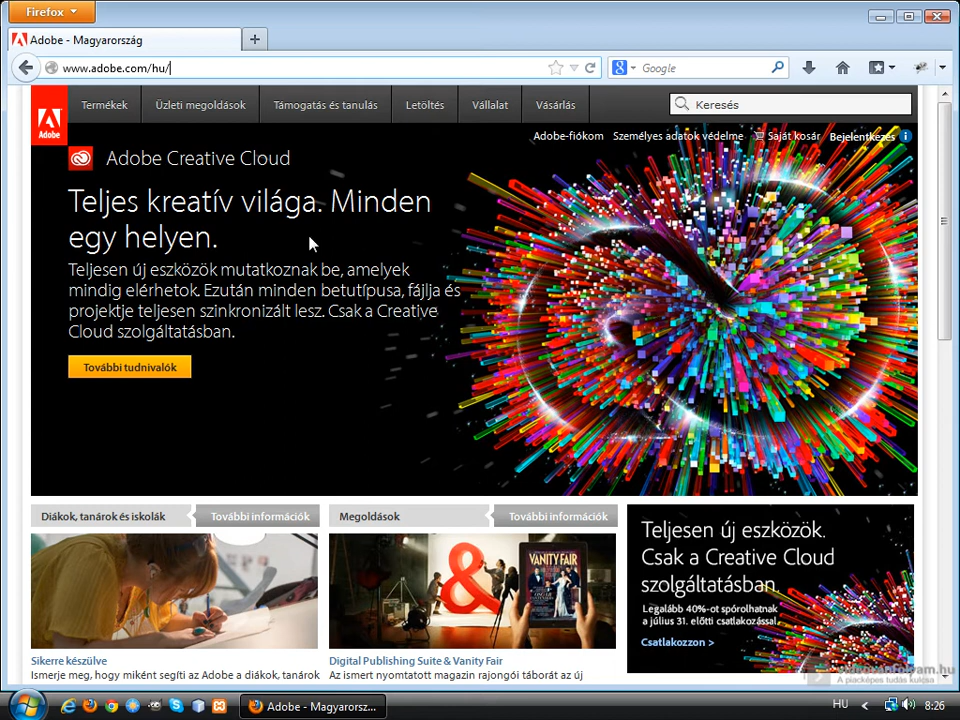 Firefox
Adobe - Magyarország
www.adobe.com/hu/
Google
Adobe
Termékek
Üzleti megoldások
Támogatás és tanulás
Letöltés
Vállalat
Vásárlás
Keresés
Adobe-fiókom
Személyes adatok védelme
Saját kosár
Bejelentkezés
Adobe Creative Cloud
Teljes kreatív világa. Minden
egy helyen.
Teljesen új eszközök mutatkoznak be, amelyek
mindig elérhetok. Ezután minden betutípusa, fájlja és
projektje teljesen szinkronizált lesz. Csak a Creative
Cloud szolgáltatásban.
További tudnivalók
Diákok, tanárok és iskolák
További információk
Megoldások
További információk
VANITY FAIR
Sikerre készülve
Ismerje meg, hogy miként segíti az Adobe a diákok, tanárok
Digital Publishing Suite & Vanity Fair
Az ismert nyomtatott magazin rajongói táborát az új
Teljesen új eszközök.
Csak a Creative Cloud
szolgáltatásban.
Legalább 40%-ot spórolhatnak
a július 31. előtti csatlakozással.
Csatlakozzon >
A piacképes tudás kulcsa
Adobe - Magyarorsz...
HU
8:26